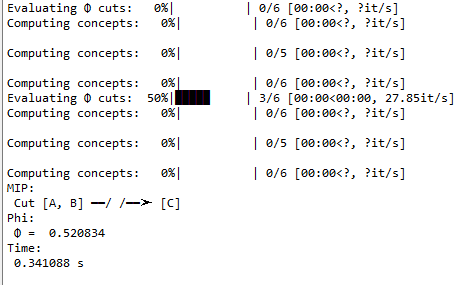 Evaluating Φ cuts:   0%|          | 0/6 [00:00<?, ?it/s]
Computing concepts:   0%|          | 0/6 [00:00<?, ?it/s]
Computing concepts:   0%|          | 0/5 [00:00<?, ?it/s]
Computing concepts:   0%|          | 0/6 [00:00<?, ?it/s]
Evaluating Φ cuts:  50%|█████     | 3/6 [00:00<00:00, 27.85it/s]
Computing concepts:   0%|          | 0/6 [00:00<?, ?it/s]
Computing concepts:   0%|          | 0/5 [00:00<?, ?it/s]
Computing concepts:   0%|          | 0/6 [00:00<?, ?it/s]
MIP:
 Cut [A, B] ━━/ /━━➤ [C]
Phi:
 Φ =  0.520834
Time:
 0.341088 s